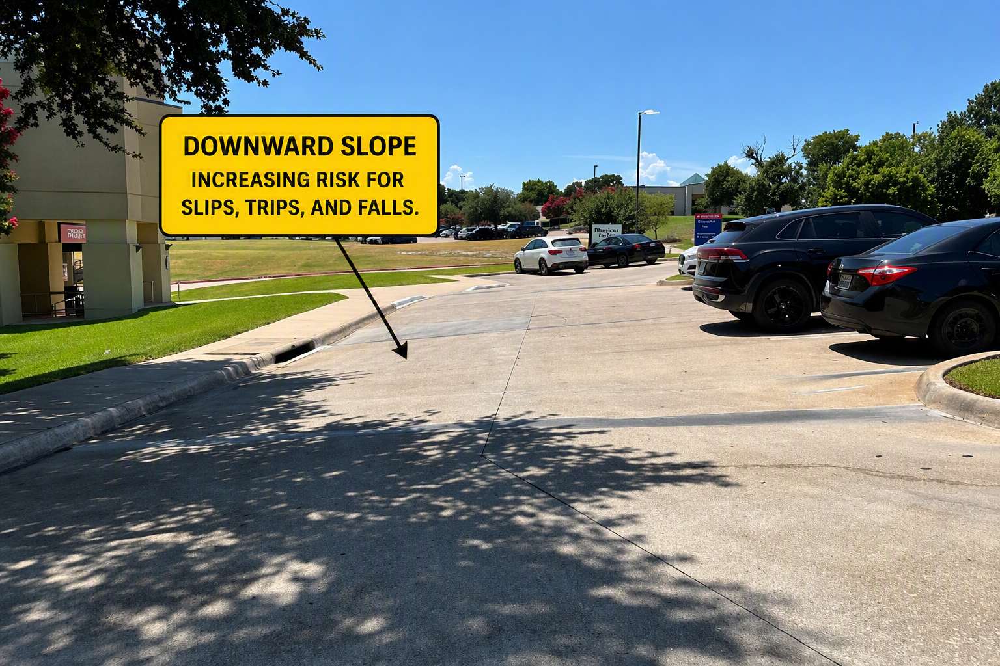 DOWNWARD SLOPE
INCREASING RISK FOR
SLIPS, TRIPS, AND FALLS.